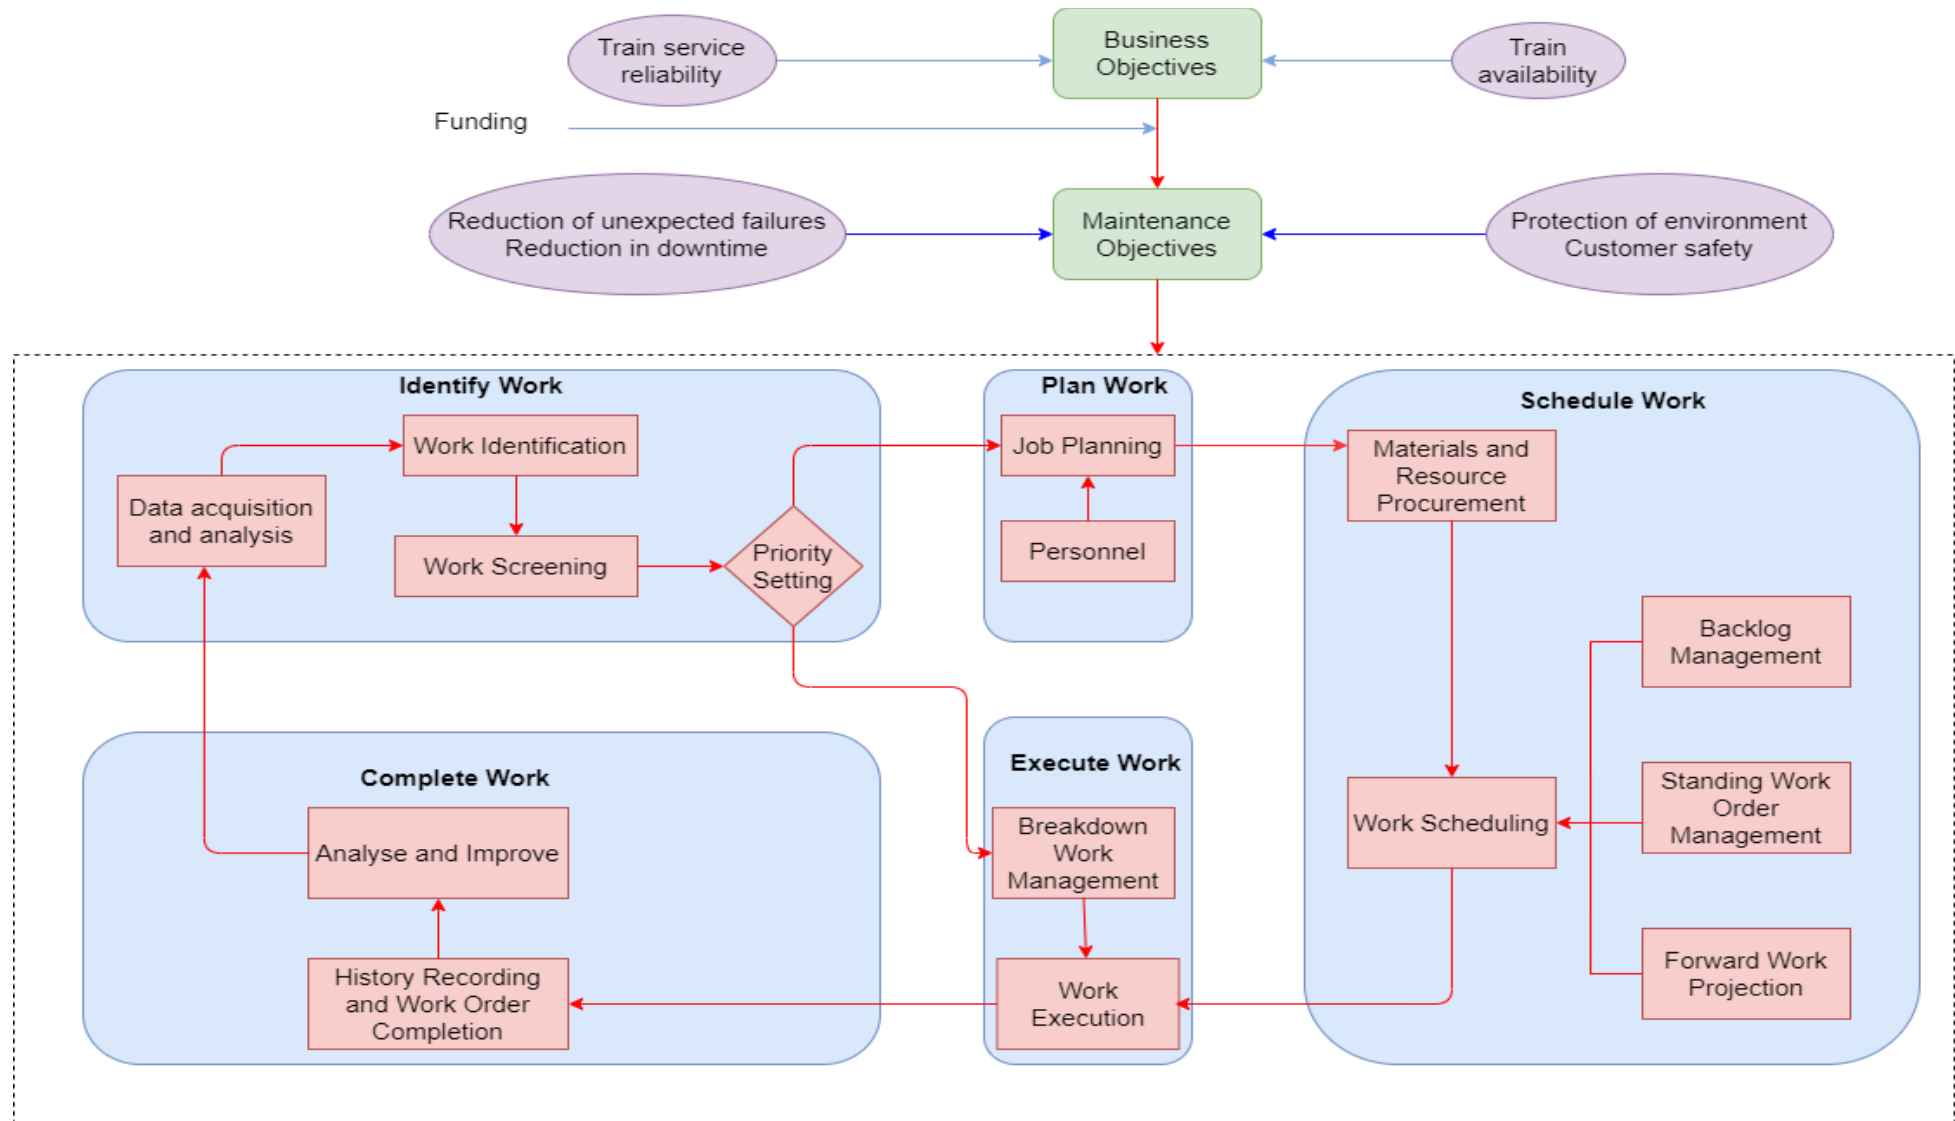 Train service
reliability
Business
Objectives
Train
availability
Funding
Reduction of unexpected failures
Reduction in downtime
Maintenance
Objectives
Protection of environment
Customer safety
Identify Work
Work Identification
Data acquisition
and analysis
Work Screening
Priority
Setting
Plan Work
Job Planning
Personnel
Schedule Work
Materials and
Resource
Procurement
Backlog
Management
Standing Work
Order
Management
Work Scheduling
Forward Work
Projection
Complete Work
Analyse and Improve
History Recording
and Work Order
Completion
Execute Work
Breakdown
Work
Management
Work
Execution